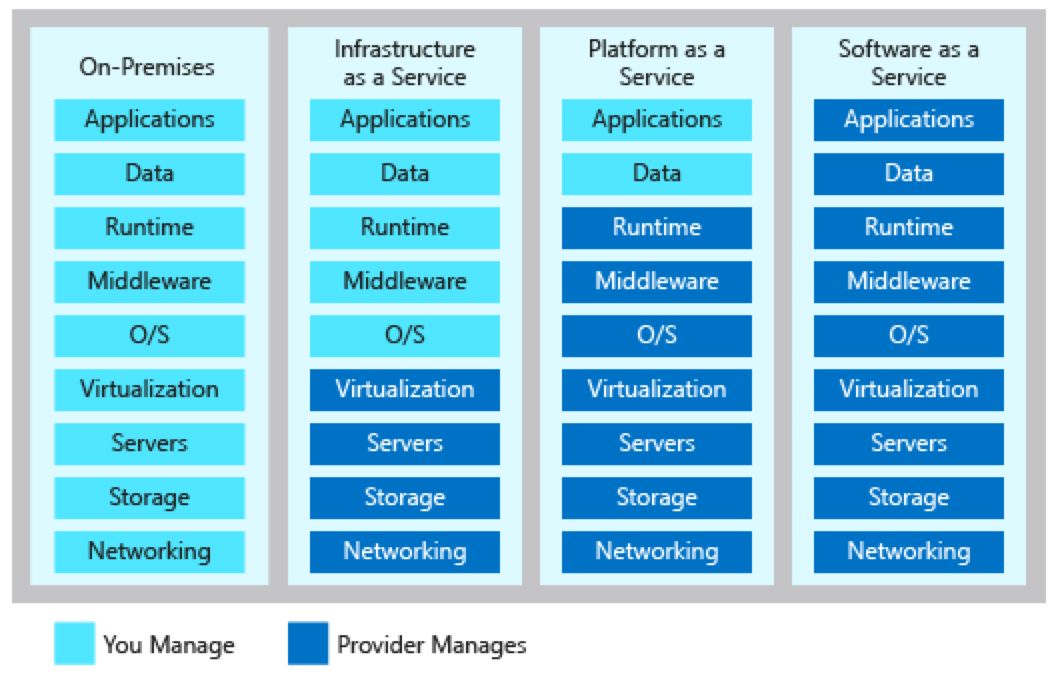 On-Premises
Applications
Data
Runtime
Middleware
O/S
Virtualization
Servers
Storage
Networking
Infrastructure
as a Service
Applications
Data
Runtime
Middleware
O/S
Virtualization
Servers
Storage
Networking
Platform as a
Service
Applications
Data
Runtime
Middleware
O/S
Virtualization
Servers
Storage
Networking
Software as a
Service
Applications
Data
Runtime
Middleware
O/S
Virtualization
Servers
Storage
Networking
You Manage
Provider Manages